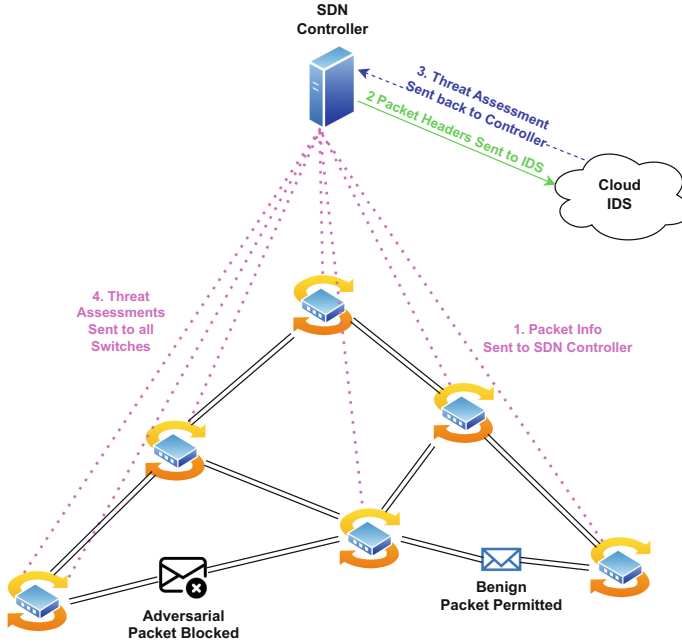 SDN
Controller
3. Threat Assessment
Sent back to Controller
2 Packet Headers Sent to IDS
Cloud
IDS
4. Threat
Assessments
Sent to all
Switches
1. Packet Info
Sent to SDN Controller
Adversarial
Packet Blocked
Benign
Packet Permitted